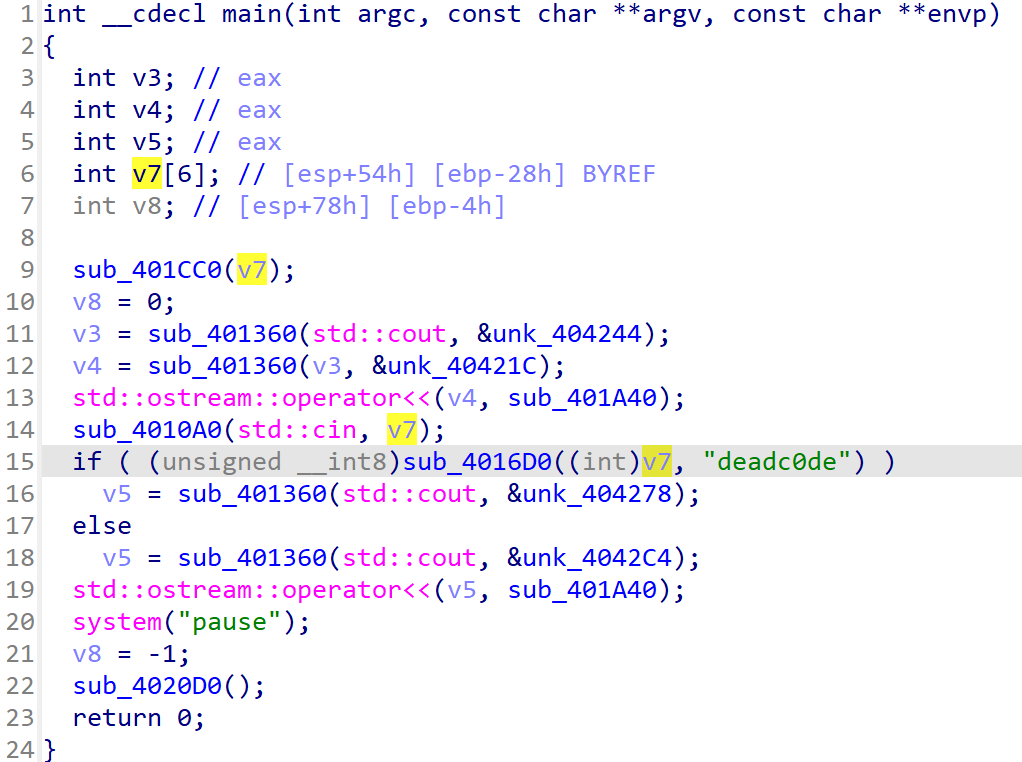 1 int __cdecl main(int argc, const char **argv, const char **envp)
2 {
3   int v3; // eax
4   int v4; // eax
5   int v5; // eax
6   int v7[6]; // [esp+54h] [ebp-28h] BYREF
7   int v8; // [esp+78h] [ebp-4h]
8
9   sub_401CC0(v7);
10   v8 = 0;
11   v3 = sub_401360(std::cout, &unk_404244);
12   v4 = sub_401360(v3, &unk_40421C);
13   std::ostream::operator<<(v4, sub_401A40);
14   sub_4010A0(std::cin, v7);
15   if ( (unsigned __int8)sub_4016D0((int)v7, "deadc0de") )
16     v5 = sub_401360(std::cout, &unk_404278);
17   else
18     v5 = sub_401360(std::cout, &unk_4042C4);
19   std::ostream::operator<<(v5, sub_401A40);
20   system("pause");
21   v8 = -1;
22   sub_4020D0();
23   return 0;
24 }